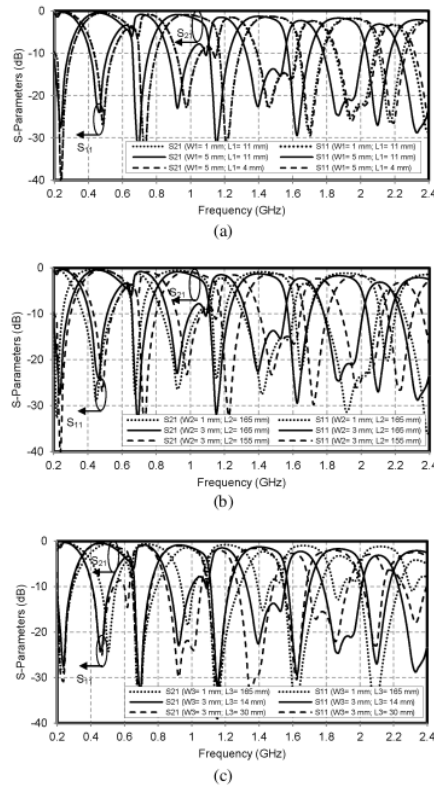 0
-10
-20
-30
-40
S-Parameters (dB)
S21
S11
S21 (W1= 1 mm; L1= 11 mm) S11 (W1= 1 mm; L1= 11 mm)
S21 (W1= 5 mm; L1= 11 mm) S11 (W1= 5 mm; L1= 11 mm)
S21 (W1= 5 mm; L1= 4 mm) S11 (W1= 5 mm; L1= 4 mm)
0.2 0.4 0.6 0.8 1 1.2 1.4 1.6 1.8 2 2.2 2.4
Frequency (GHz)
(a)
0
-10
-20
-30
-40
S-Parameters (dB)
S21
S11
S21 (W2= 1 mm; L2= 165 mm) S11 (W2= 1 mm; L2= 165 mm)
S21 (W2= 3 mm; L2= 165 mm) S11 (W2= 3 mm; L2= 165 mm)
S21 (W2= 3 mm; L2= 155 mm) S11 (W2= 3 mm; L2= 155 mm)
0.2 0.4 0.6 0.8 1 1.2 1.4 1.6 1.8 2 2.2 2.4
Frequency (GHz)
(b)
0
-10
-20
-30
-40
S-Parameters (dB)
S21
S11
S21 (W3= 1 mm; L3= 165 mm) S11 (W3= 1 mm; L3= 165 mm)
S21 (W3= 3 mm; L3= 14 mm) S11 (W3= 3 mm; L3= 14 mm)
S21 (W3= 3 mm; L3= 30 mm) S11 (W3= 3 mm; L3= 30 mm)
0.2 0.4 0.6 0.8 1 1.2 1.4 1.6 1.8 2 2.2 2.4
Frequency (GHz)
(c)